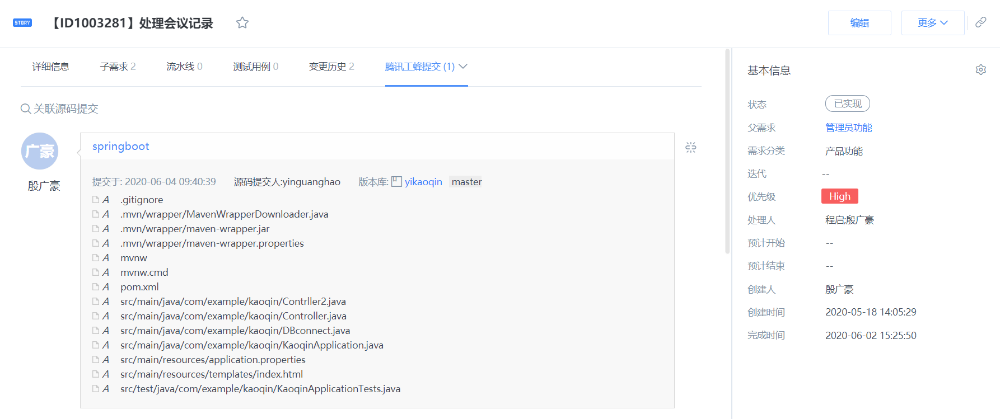 STORY 【ID1003281】处理会议记录 编辑 更多
详细信息 子需求 2 流水线 0 测试用例 0 变更历史 2 腾讯工蜂提交 (1)
关联源码提交
广豪
殷广豪
springboot
提交于: 2020-06-04 09:40:39 源码提交人:yinguanghao 版本库: yikaoqin master
A .gitignore
A .mvn/wrapper/MavenWrapperDownloader.java
A .mvn/wrapper/maven-wrapper.jar
A .mvn/wrapper/maven-wrapper.properties
A mvnw
A mvnw.cmd
A pom.xml
A src/main/java/com/example/kaoqin/Contrller2.java
A src/main/java/com/example/kaoqin/Controller.java
A src/main/java/com/example/kaoqin/DBconnect.java
A src/main/java/com/example/kaoqin/KaoqinApplication.java
A src/main/resources/application.properties
A src/main/resources/templates/index.html
A src/test/java/com/example/kaoqin/KaoqinApplicationTests.java
基本信息
状态 已实现
父需求 管理员功能
需求分类 产品功能
迭代 --
优先级 High
处理人 程启;殷广豪
预计开始 --
预计结束 --
创建人 殷广豪
创建时间 2020-05-18 14:05:29
完成时间 2020-06-02 15:25:50